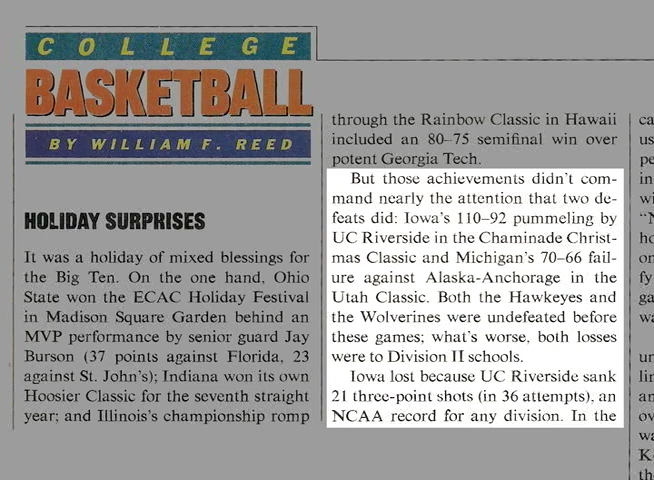 COLLEGE
BASKETBALL
BY WILLIAM F. REED
HOLIDAY SURPRISES
It was a holiday of mixed blessings for
the Big Ten. On the one hand, Ohio
State won the ECAC Holiday Festival
in Madison Square Garden behind an
MVP performance by senior guard Jay
Burson (37 points against Florida, 23
against St. John's); Indiana won its own
Hoosier Classic for the seventh straight
year; and Illinois's championship romp
through the Rainbow Classic in Hawaii
included an 80–75 semifinal win over
potent Georgia Tech.
But those achievements didn't com-
mand nearly the attention that two de-
feats did: Iowa's 110–92 pummeling by
UC Riverside in the Chaminade Christ-
mas Classic and Michigan's 70–66 fail-
ure against Alaska-Anchorage in the
Utah Classic. Both the Hawkeyes and
the Wolverines were undefeated before
these games; what's worse, both losses
were to Division II schools.
Iowa lost because UC Riverside sank
21 three-point shots (in 36 attempts), an
NCAA record for any division. In the